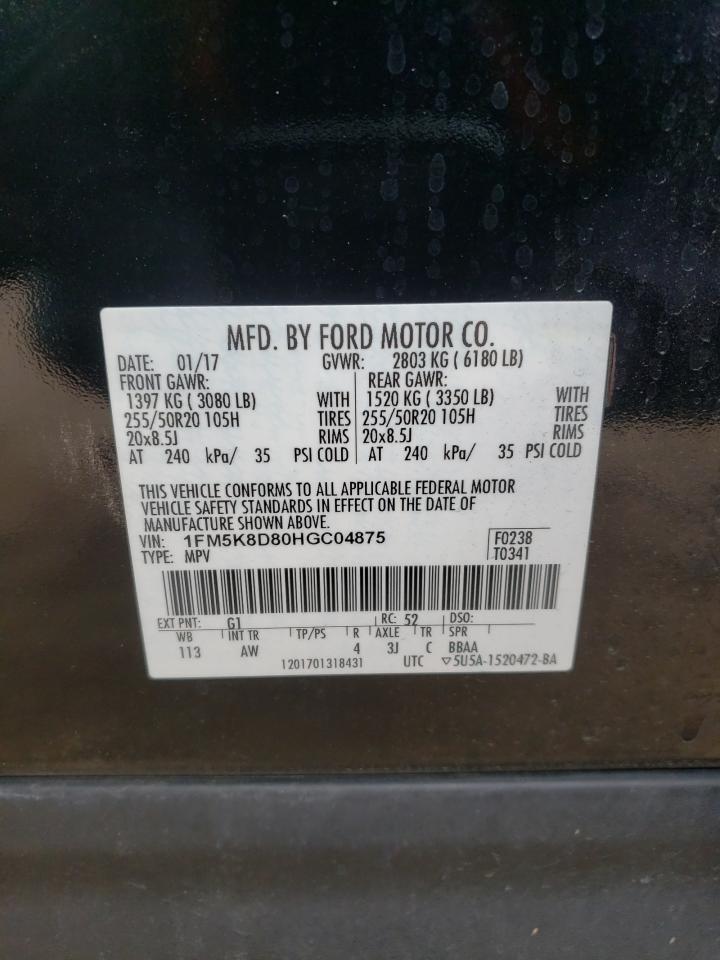 MFD. BY FORD MOTOR CO.
DATE: 01/17 GVWR: 2803 KG ( 6180 LB)
FRONT GAWR: REAR GAWR:
1397 KG ( 3080 LB) WITH 1520 KG ( 3350 LB) WITH
255/50R20 105H TIRES 255/50R20 105H TIRES
20x8.5J RIMS 20x8.5J RIMS
AT 240 kPa/ 35 PSI COLD AT 240 kPa/ 35 PSI COLD
THIS VEHICLE CONFORMS TO ALL APPLICABLE FEDERAL MOTOR
VEHICLE SAFETY STANDARDS IN EFFECT ON THE DATE OF
MANUFACTURE SHOWN ABOVE.
VIN: 1FM5K8D80HGC04875 F0238
TYPE: MPV T0341
EXT PNT: G1 RC: 52 DSO:
WB INT TR TP/PS R AXLE TR SPR
113 AW 4 3J C BBAA
1201701318431 UTC ▽5U5A-1520472-BA